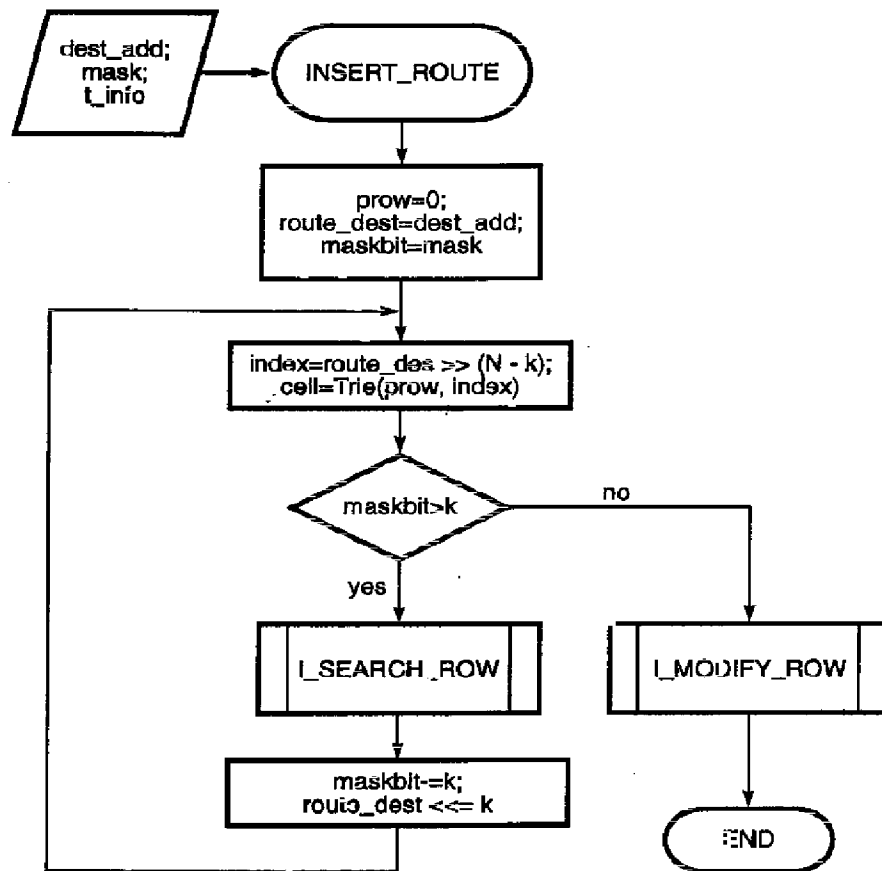 dest_add;
mask;
t_info
INSERT_ROUTE
prow=0;
route_dest=dest_add;
maskbit=mask
index=route_des >> (N - k);
cell=Trie(prow, index)
maskbit>k
no
yes
I_SEARCH_ROW
I_MODIFY_ROW
maskbit-=k;
route_dest <<= k
END